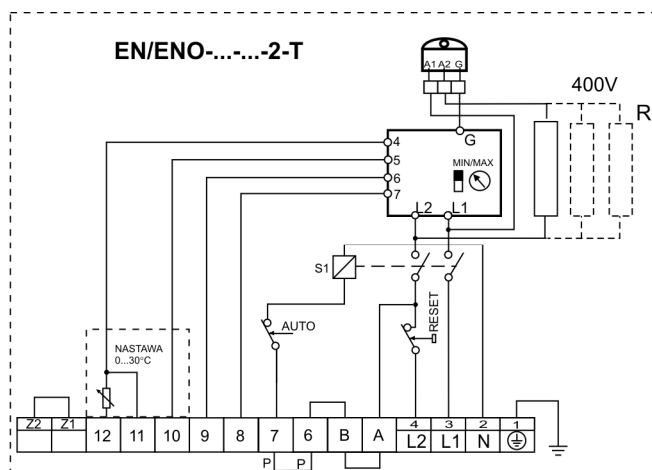 EN/ENO-...-...-2-T
A1 A2 G
400V
R
4
5
6
7
G
MIN/MAX
L2 L1
S1
AUTO
RESET
NASTAWA
0...30°C
Z2 Z1 12 11 10 9 8 7 6 B A 4 3 2 1
L2 L1 N
P P